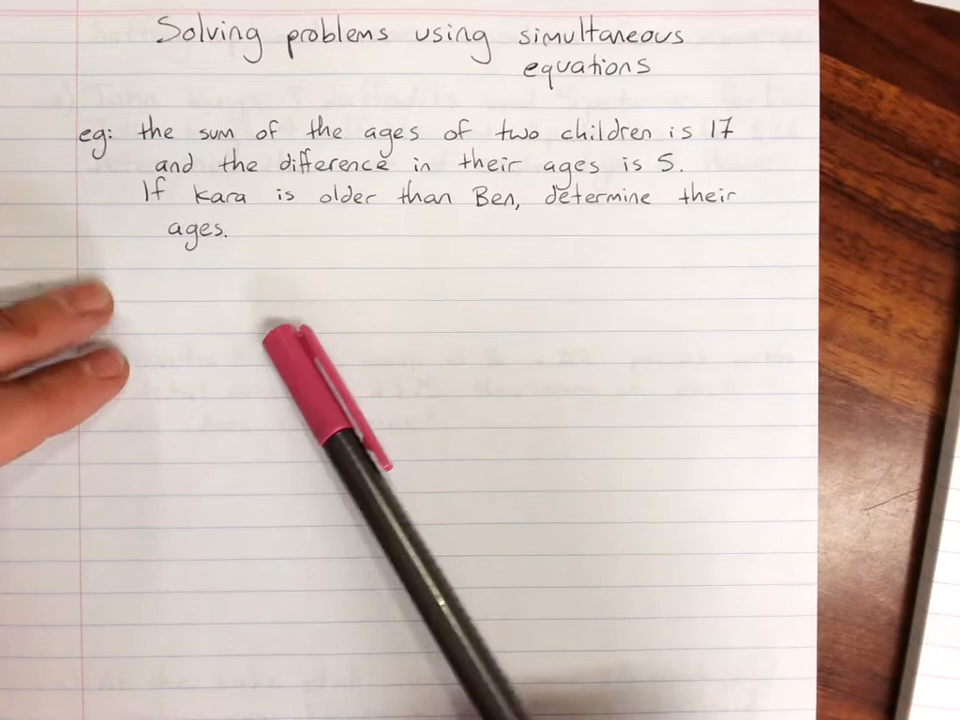 Solving problems using simultaneous
equations
eg: the sum of the ages of two children is 17
and the difference in their ages is 5.
If Kara is older than Ben, determine their
ages.